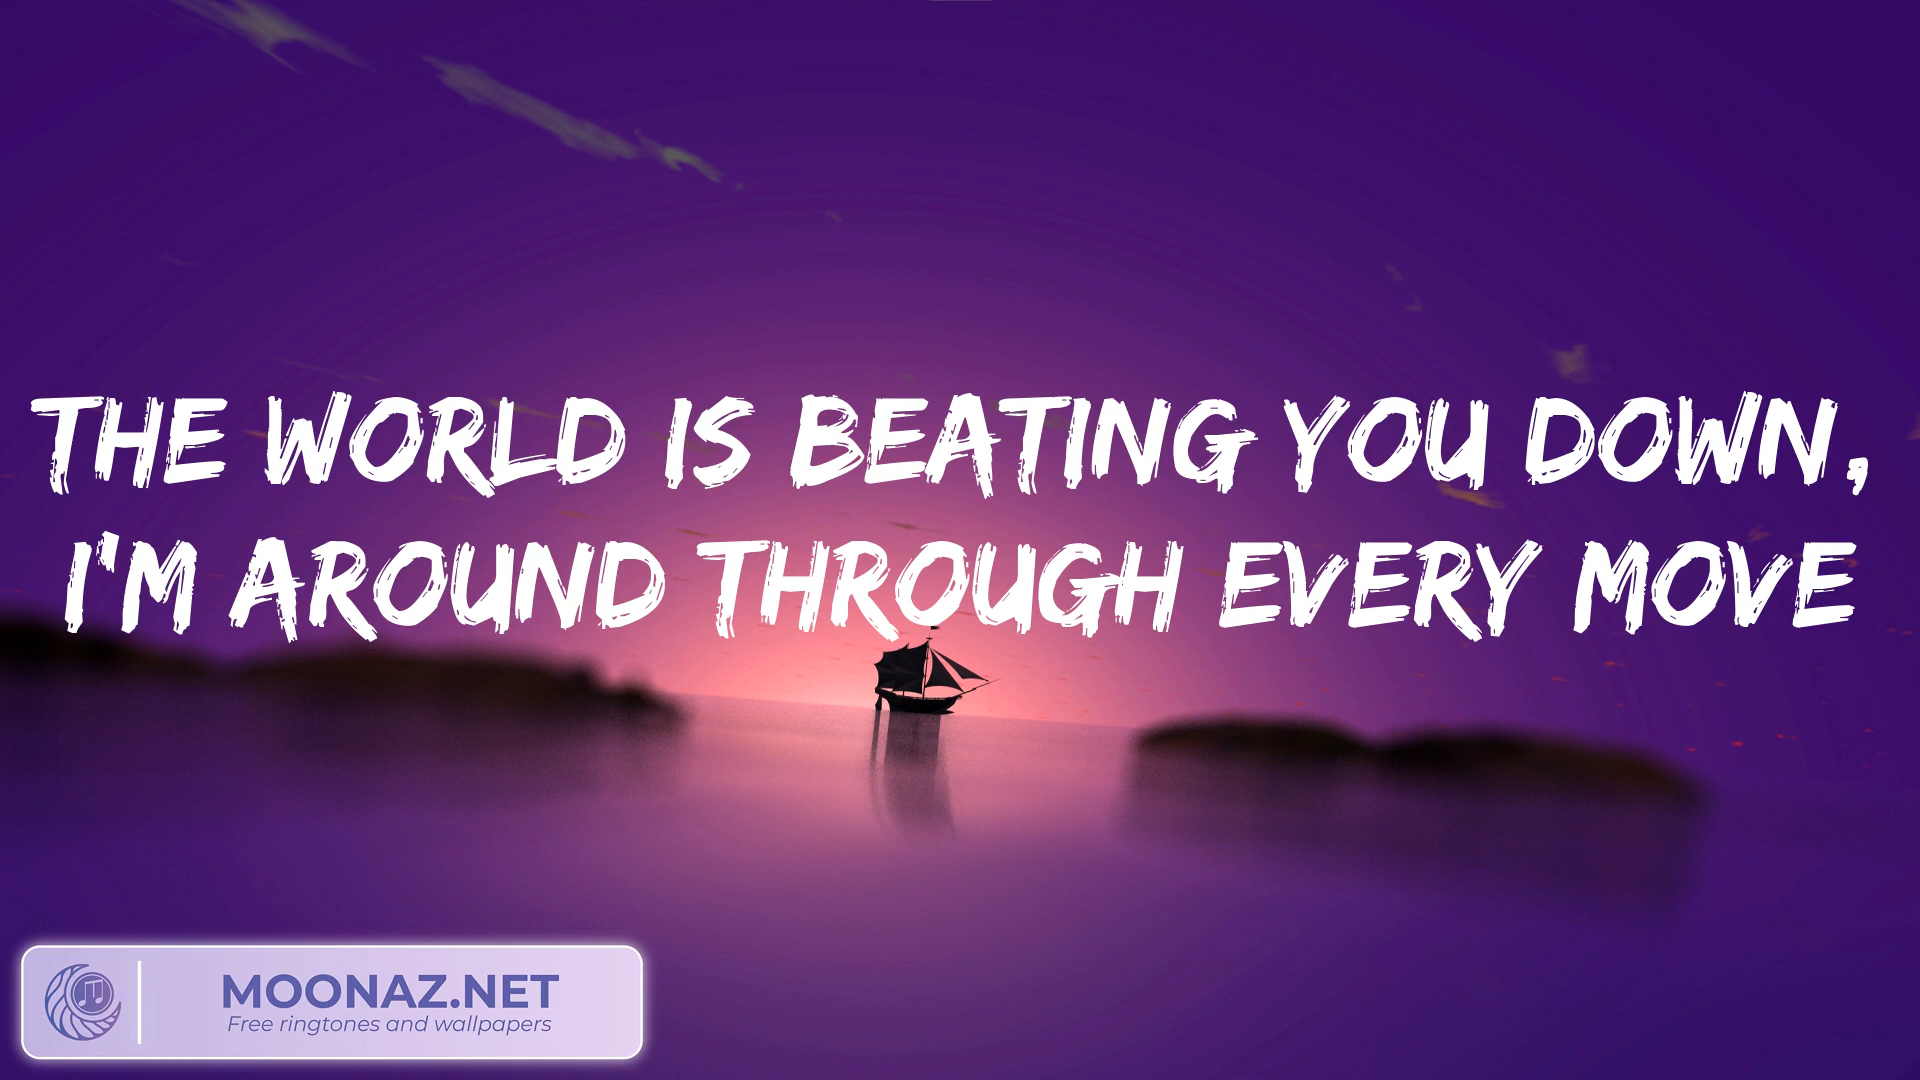 THE WORLD IS BEATING YOU DOWN,
I'M AROUND THROUGH EVERY MOVE
MOONAZ.NET
Free ringtones and wallpapers